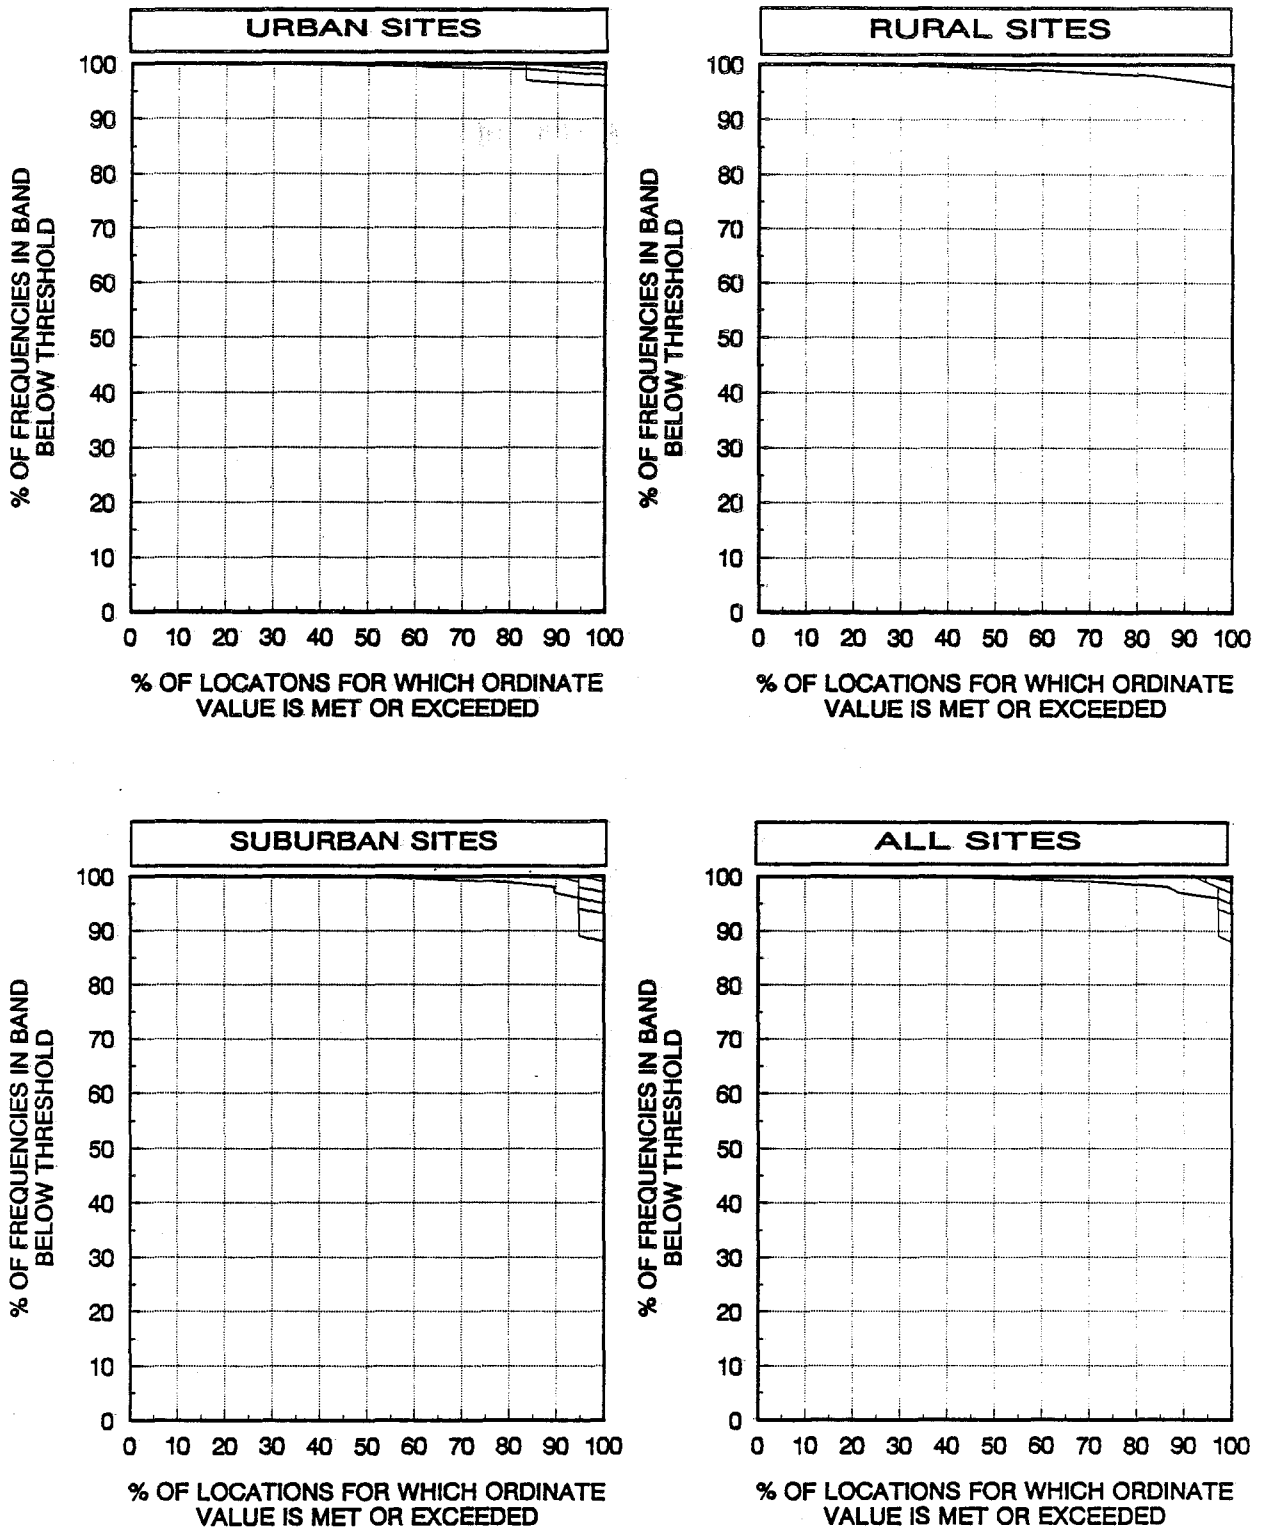 URBAN SITES
% OF FREQUENCIES IN BAND
BELOW THRESHOLD
100
90
80
70
60
50
40
30
20
10
0
0 10 20 30 40 50 60 70 80 90 100
% OF LOCATONS FOR WHICH ORDINATE
VALUE IS MET OR EXCEEDED
RURAL SITES
% OF FREQUENCIES IN BAND
BELOW THRESHOLD
100
90
80
70
60
50
40
30
20
10
0
0 10 20 30 40 50 60 70 80 90 100
% OF LOCATIONS FOR WHICH ORDINATE
VALUE IS MET OR EXCEEDED
SUBURBAN SITES
% OF FREQUENCIES IN BAND
BELOW THRESHOLD
100
90
80
70
60
50
40
30
20
10
0
0 10 20 30 40 50 60 70 80 90 100
% OF LOCATIONS FOR WHICH ORDINATE
VALUE IS MET OR EXCEEDED
ALL SITES
% OF FREQUENCIES IN BAND
BELOW THRESHOLD
100
90
80
70
60
50
40
30
20
10
0
0 10 20 30 40 50 60 70 80 90 100
% OF LOCATIONS FOR WHICH ORDINATE
VALUE IS MET OR EXCEEDED